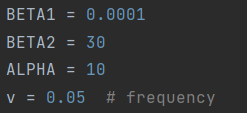 BETA1 = 0.0001
BETA2 = 30
ALPHA = 10
v = 0.05  # frequency